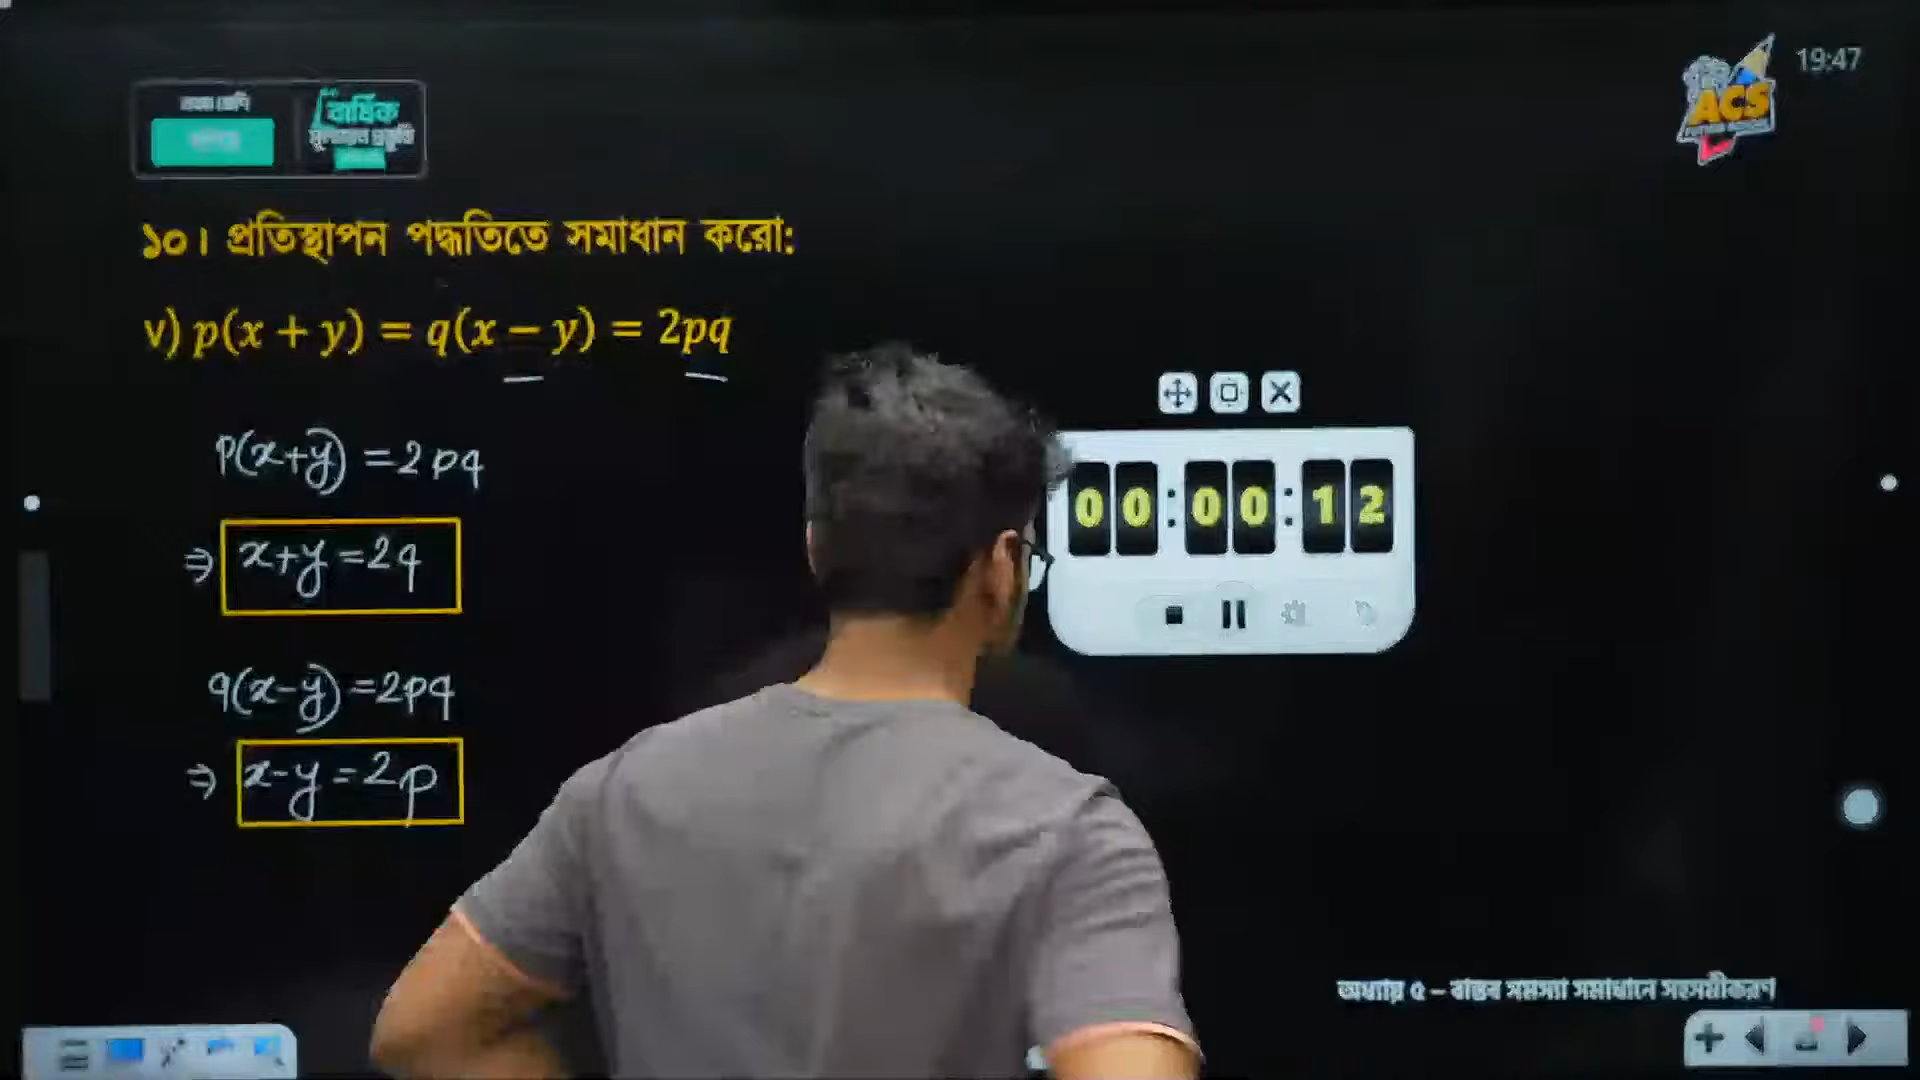 19:47
বার্ষিক
ACS
১০। প্রতিস্থাপন পদ্ধতিতে সমাধান করো:
v) p(x + y) = q(x − y) = 2pq
p(x+y) = 2pq
⇒ x+y = 2q
00:00:12
q(x-y) = 2pq
⇒ x-y = 2p
অধ্যায় ৫ – বাস্তব সমস্যা সমাধানে সহসমীকরণ